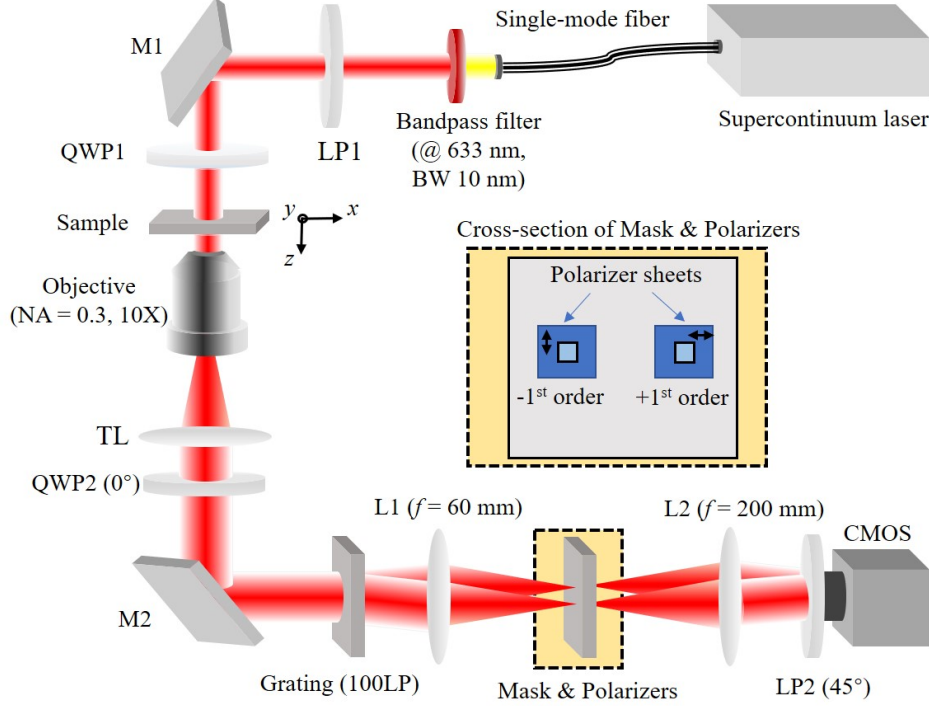 Single-mode fiber
M1
Supercontinuum laser
Bandpass filter
(@ 633 nm,
BW 10 nm)
LP1
QWP1
Sample
y
x
z
Cross-section of Mask & Polarizers
Polarizer sheets
-1st order
+1st order
Objective
(NA = 0.3, 10X)
TL
QWP2 (0°)
L1 (f = 60 mm)
L2 (f = 200 mm)
CMOS
M2
Grating (100LP)
Mask & Polarizers
LP2 (45°)